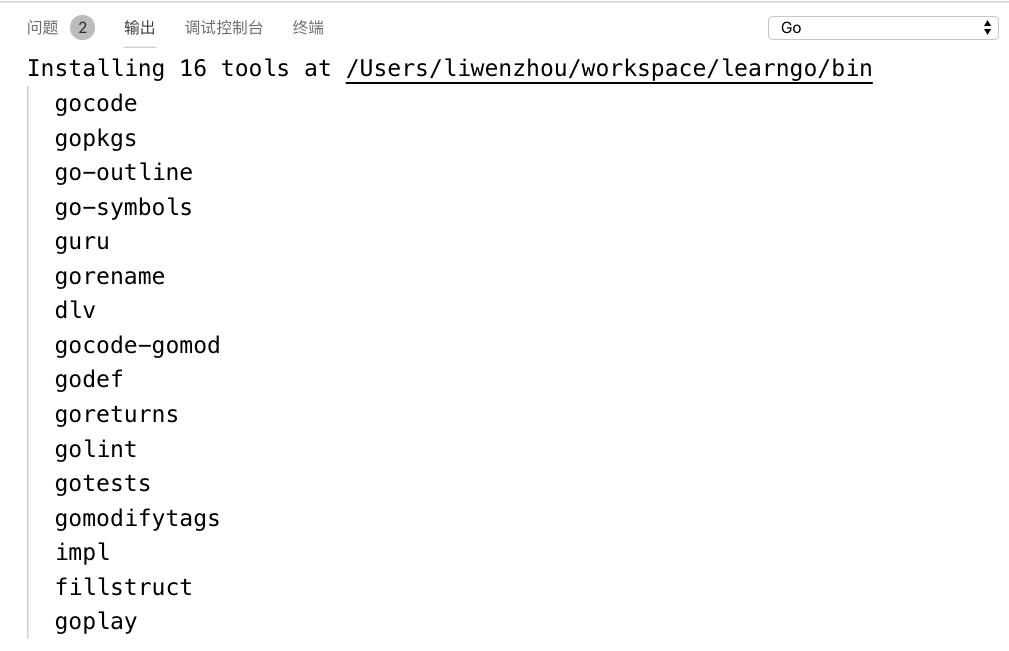 问题 2 输出 调试控制台 终端 Go
Installing 16 tools at /Users/liwenzhou/workspace/learngo/bin
gocode
gopkgs
go-outline
go-symbols
guru
gorename
dlv
gocode-gomod
godef
goreturns
golint
gotests
gomodifytags
impl
fillstruct
goplay